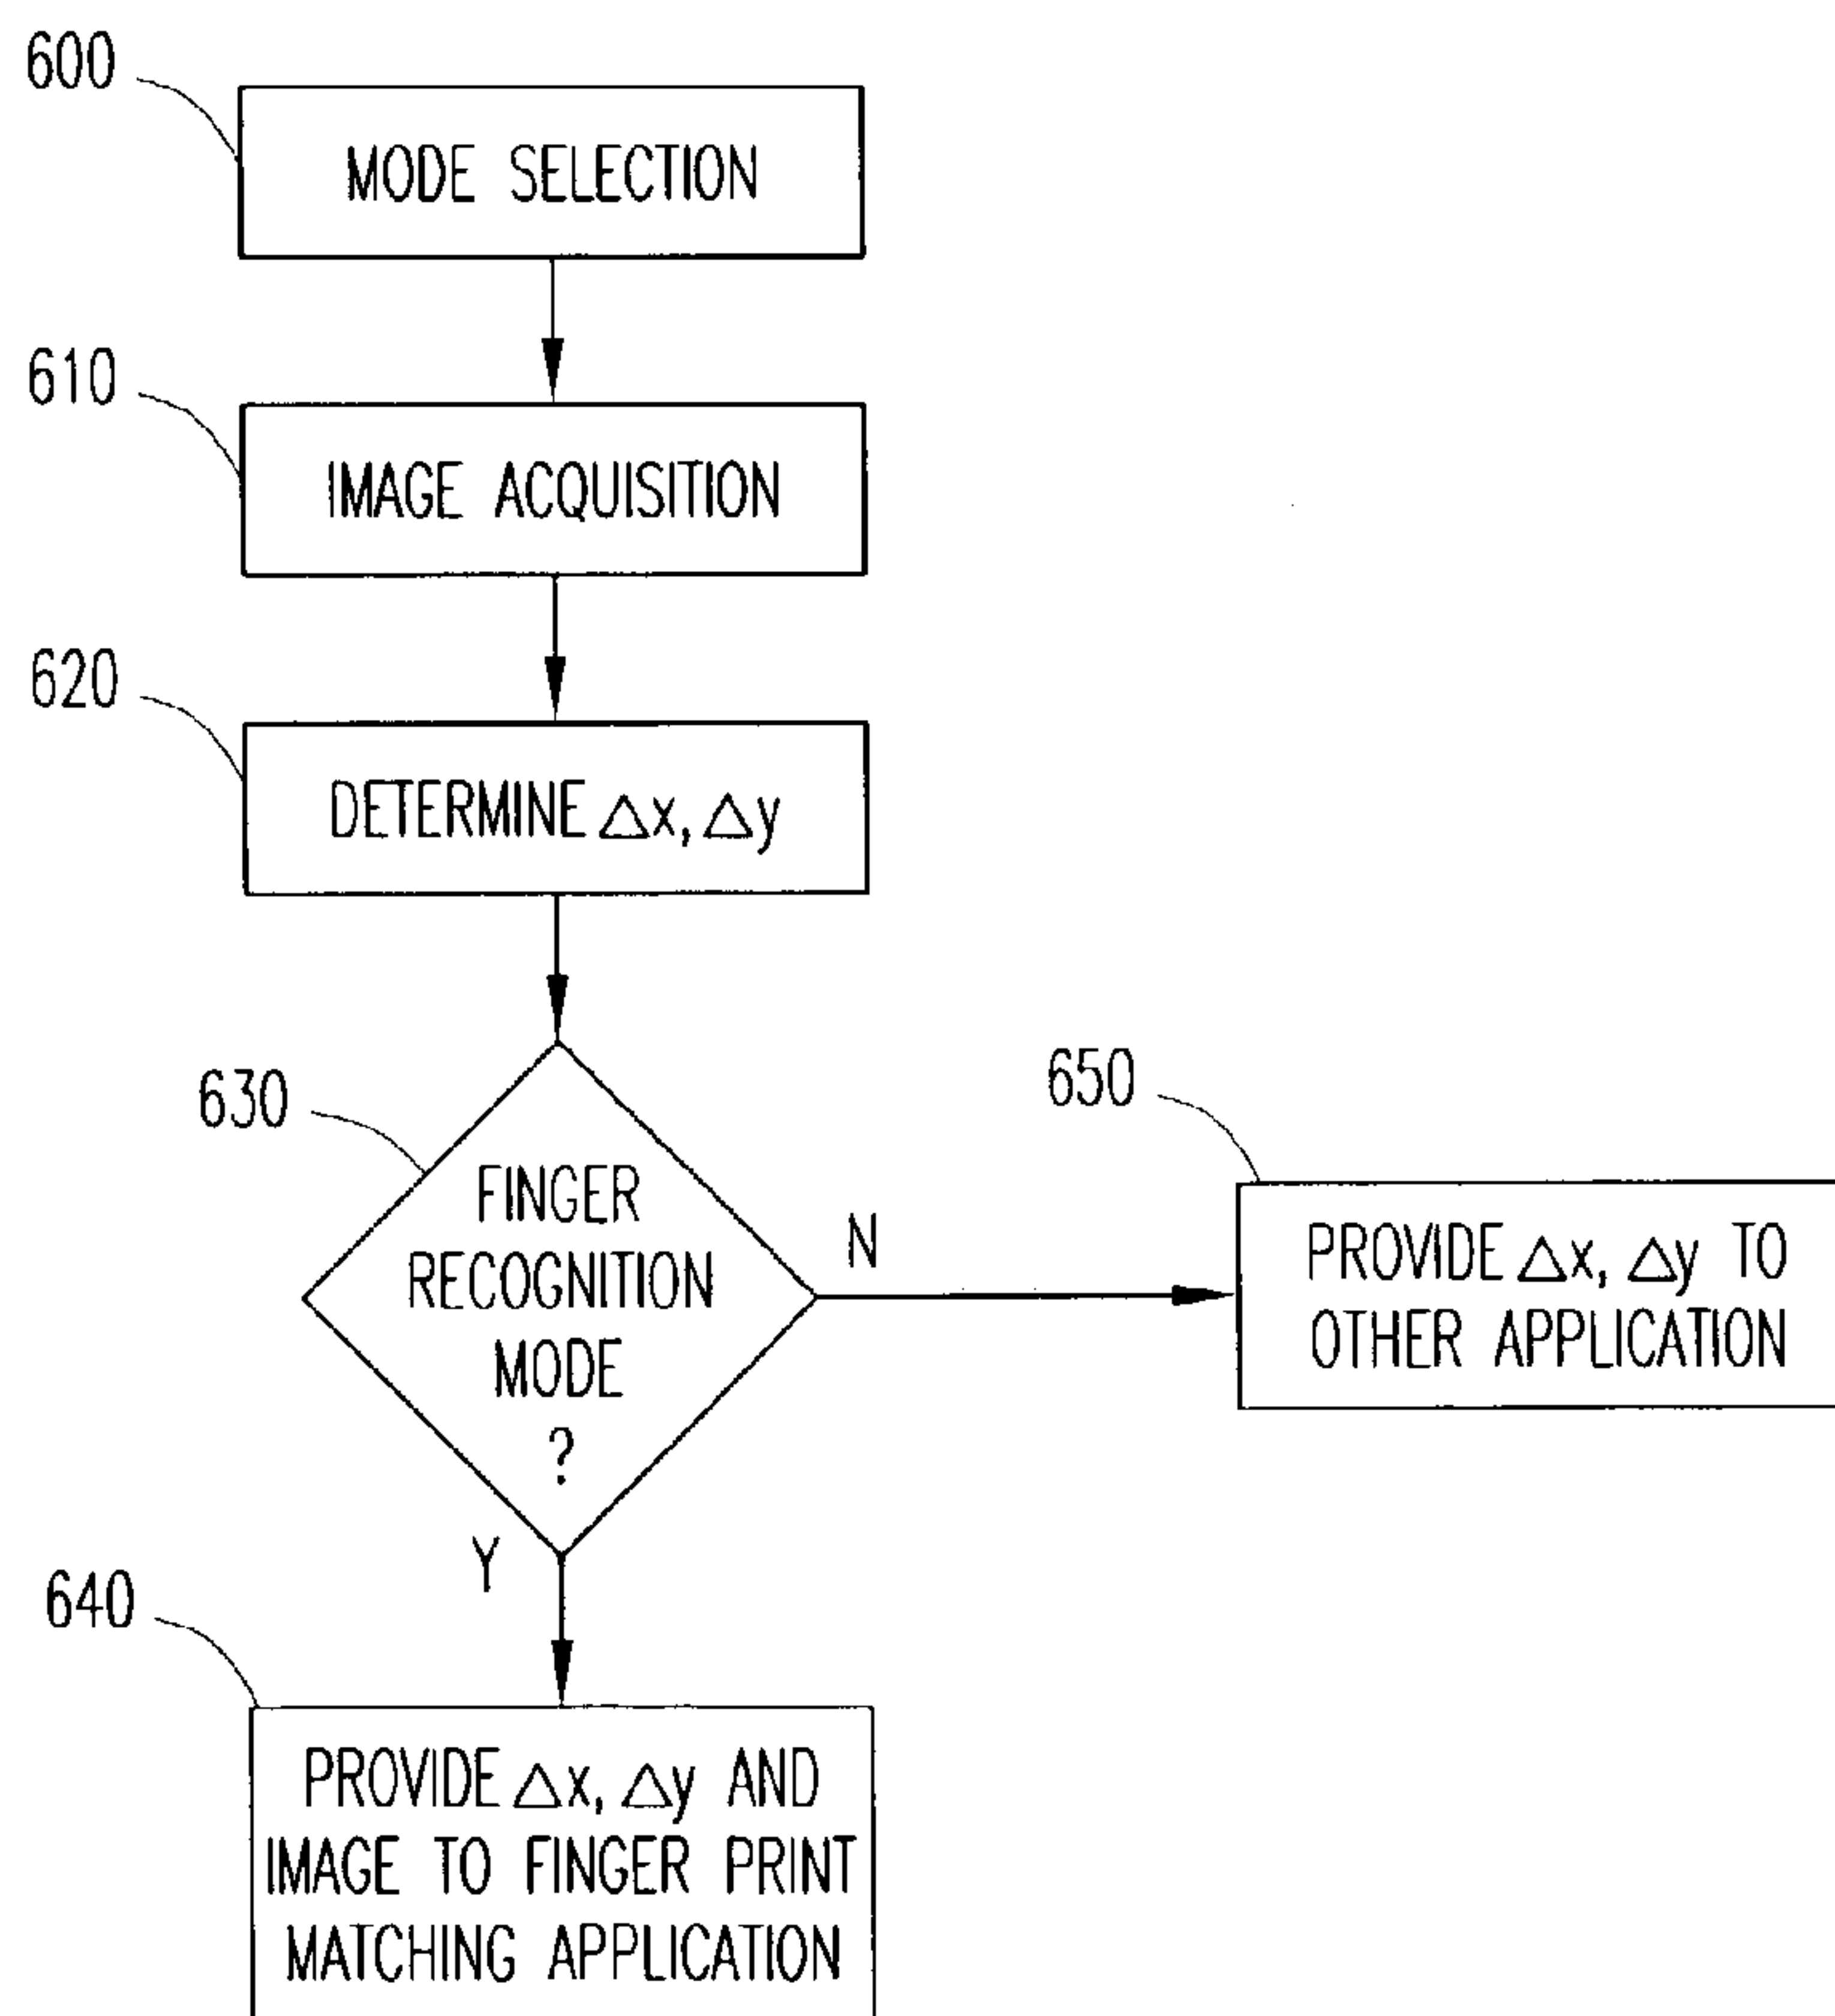 600
MODE SELECTION
610
IMAGE ACQUISITION
620
DETERMINE △x, △y
630
FINGER
RECOGNITION
MODE
?
N
650
PROVIDE △x, △y TO
OTHER APPLICATION
Y
640
PROVIDE △x, △y AND
IMAGE TO FINGER PRINT
MATCHING APPLICATION